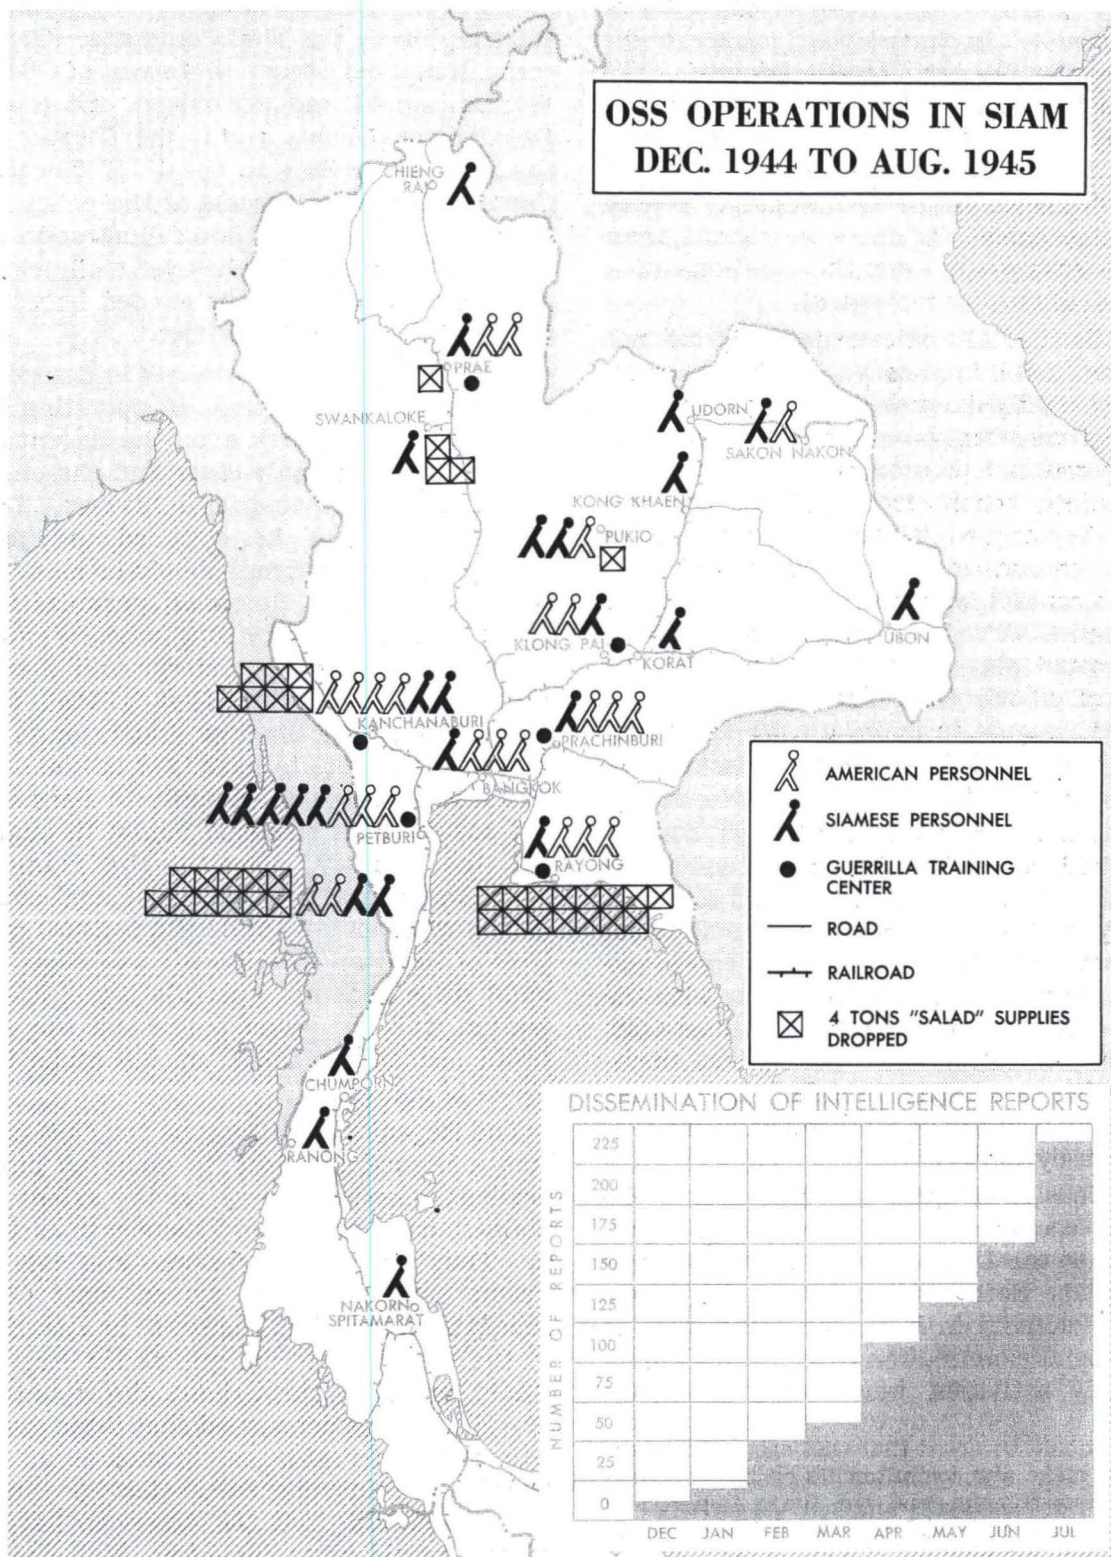 OSS OPERATIONS IN SIAM
DEC. 1944 TO AUG. 1945
CHIENG
RAI
PRAE
SWANKALOKE
UDORN
SAKON NAKON
KONG KHAEN
PUKIO
UBON
KLONG PAI
KORAT
KANCHANABURI
PRACHINBURI
BANGKOK
PETBURI
RAYONG
CHUMPORN
RANONG
NAKORN
SPITAMARAT
AMERICAN PERSONNEL
SIAMESE PERSONNEL
GUERRILLA TRAINING
CENTER
ROAD
RAILROAD
4 TONS "SALAD" SUPPLIES
DROPPED
DISSEMINATION OF INTELLIGENCE REPORTS
NUMBER OF REPORTS
225
200
175
150
125
100
75
50
25
0
DEC JAN FEB MAR APR MAY JUN JUL